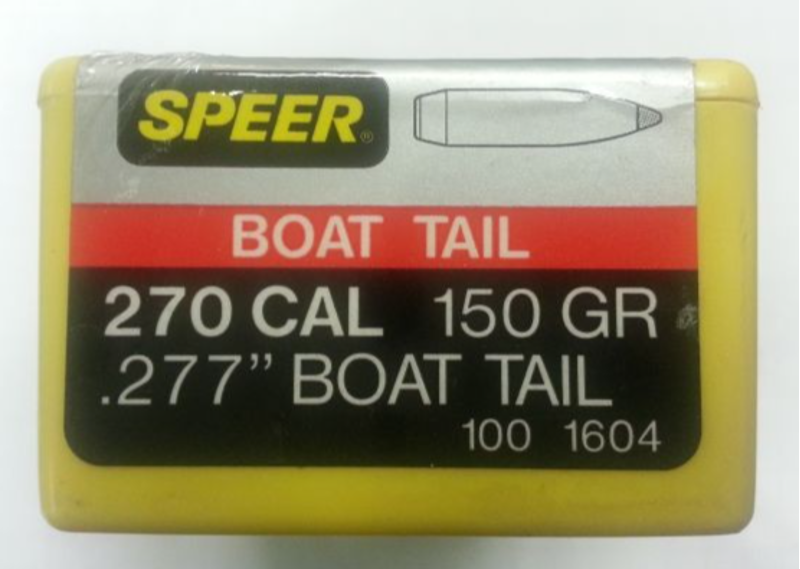 SPEER®
BOAT TAIL
270 CAL 150 GR
.277” BOAT TAIL
100 1604